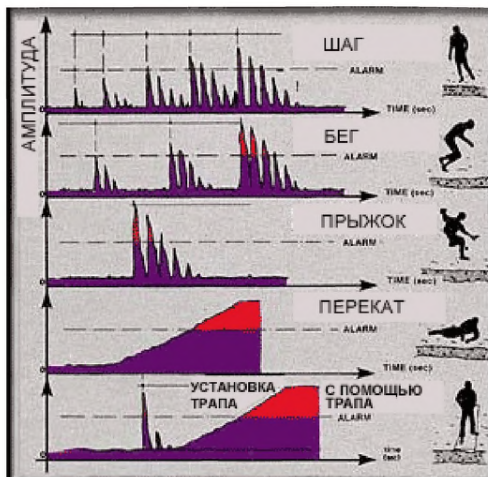 АМПЛИТУДА
ШАГ
ALARM
TIME (sec)
БЕГ
ALARM
TIME (sec)
ПРЫЖОК
ALARM
TIME (sec)
ПЕРЕКАТ
ALARM
TIME (sec)
УСТАНОВКА
ТРАПА
С ПОМОЩЬЮ
ТРАПА
ALARM
time
(sec)